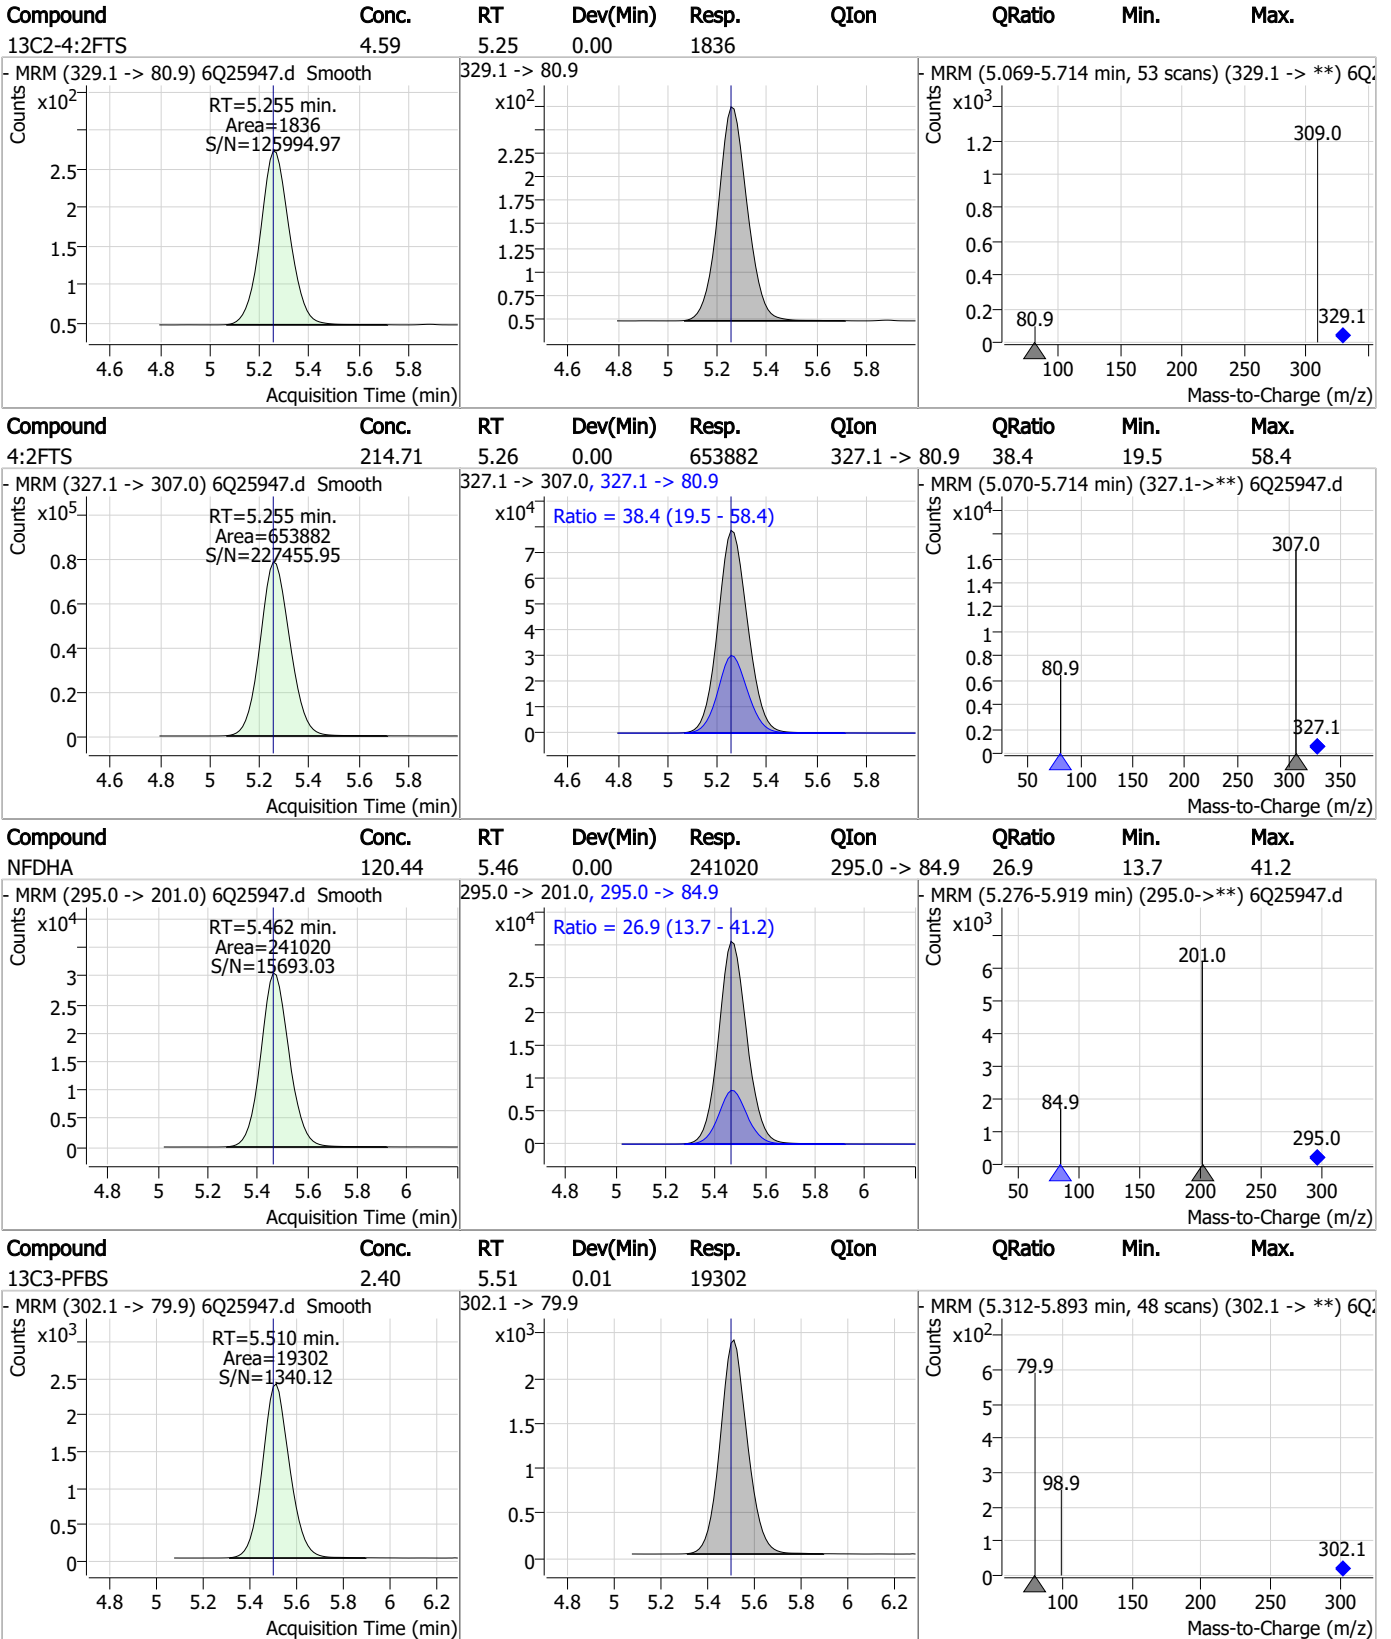 Compound Conc. RT Dev(Min) Resp. QIon QRatio Min. Max.
13C2-4:2FTS 4.59 5.25 0.00 1836
- MRM (329.1 -> 80.9) 6Q25947.d Smooth
Counts
x10²
RT=5.255 min.
Area=1836
S/N=125994.97
2.5
2
1.5
1
0.5
4.6 4.8 5 5.2 5.4 5.6 5.8
Acquisition Time (min)
329.1 -> 80.9
x10²
2.25
2
1.75
1.5
1.25
1
0.75
0.5
4.6 4.8 5 5.2 5.4 5.6 5.8
- MRM (5.069-5.714 min, 53 scans) (329.1 -> **) 6Q2
Counts
x10³
309.0
1.2
1
0.8
0.6
0.4
0.2
0
80.9
329.1
100 150 200 250 300
Mass-to-Charge (m/z)
Compound Conc. RT Dev(Min) Resp. QIon QRatio Min. Max.
4:2FTS 214.71 5.26 0.00 653882 327.1 -> 80.9 38.4 19.5 58.4
- MRM (327.1 -> 307.0) 6Q25947.d Smooth
Counts
x10⁵
RT=5.255 min.
Area=653882
S/N=227455.95
0.8
0.6
0.4
0.2
0
4.6 4.8 5 5.2 5.4 5.6 5.8
Acquisition Time (min)
327.1 -> 307.0, 327.1 -> 80.9
x10⁴
Ratio = 38.4 (19.5 - 58.4)
7
6
5
4
3
2
1
0
4.6 4.8 5 5.2 5.4 5.6 5.8
- MRM (5.070-5.714 min) (327.1->**) 6Q25947.d
Counts
x10⁴
307.0
1.6
1.4
1.2
1
0.8
0.6
0.4
0.2
0
80.9
327.1
50 100 150 200 250 300 350
Mass-to-Charge (m/z)
Compound Conc. RT Dev(Min) Resp. QIon QRatio Min. Max.
NFDHA 120.44 5.46 0.00 241020 295.0 -> 84.9 26.9 13.7 41.2
- MRM (295.0 -> 201.0) 6Q25947.d Smooth
Counts
x10⁴
RT=5.462 min.
Area=241020
S/N=15693.03
3
2.5
2
1.5
1
0.5
0
4.8 5 5.2 5.4 5.6 5.8 6
Acquisition Time (min)
295.0 -> 201.0, 295.0 -> 84.9
x10⁴
Ratio = 26.9 (13.7 - 41.2)
2.5
2
1.5
1
0.5
0
4.8 5 5.2 5.4 5.6 5.8 6
- MRM (5.276-5.919 min) (295.0->**) 6Q25947.d
Counts
x10³
201.0
6
5
4
3
2
1
0
84.9
295.0
50 100 150 200 250 300
Mass-to-Charge (m/z)
Compound Conc. RT Dev(Min) Resp. QIon QRatio Min. Max.
13C3-PFBS 2.40 5.51 0.01 19302
- MRM (302.1 -> 79.9) 6Q25947.d Smooth
Counts
x10³
RT=5.510 min.
Area=19302
S/N=1340.12
2.5
2
1.5
1
0.5
0
4.8 5 5.2 5.4 5.6 5.8 6 6.2
Acquisition Time (min)
302.1 -> 79.9
x10³
2
1.5
1
0.5
0
4.8 5 5.2 5.4 5.6 5.8 6 6.2
- MRM (5.312-5.893 min, 48 scans) (302.1 -> **) 6Q2
Counts
x10²
79.9
6
5
4
3
2
1
0
98.9
302.1
100 150 200 250 300
Mass-to-Charge (m/z)